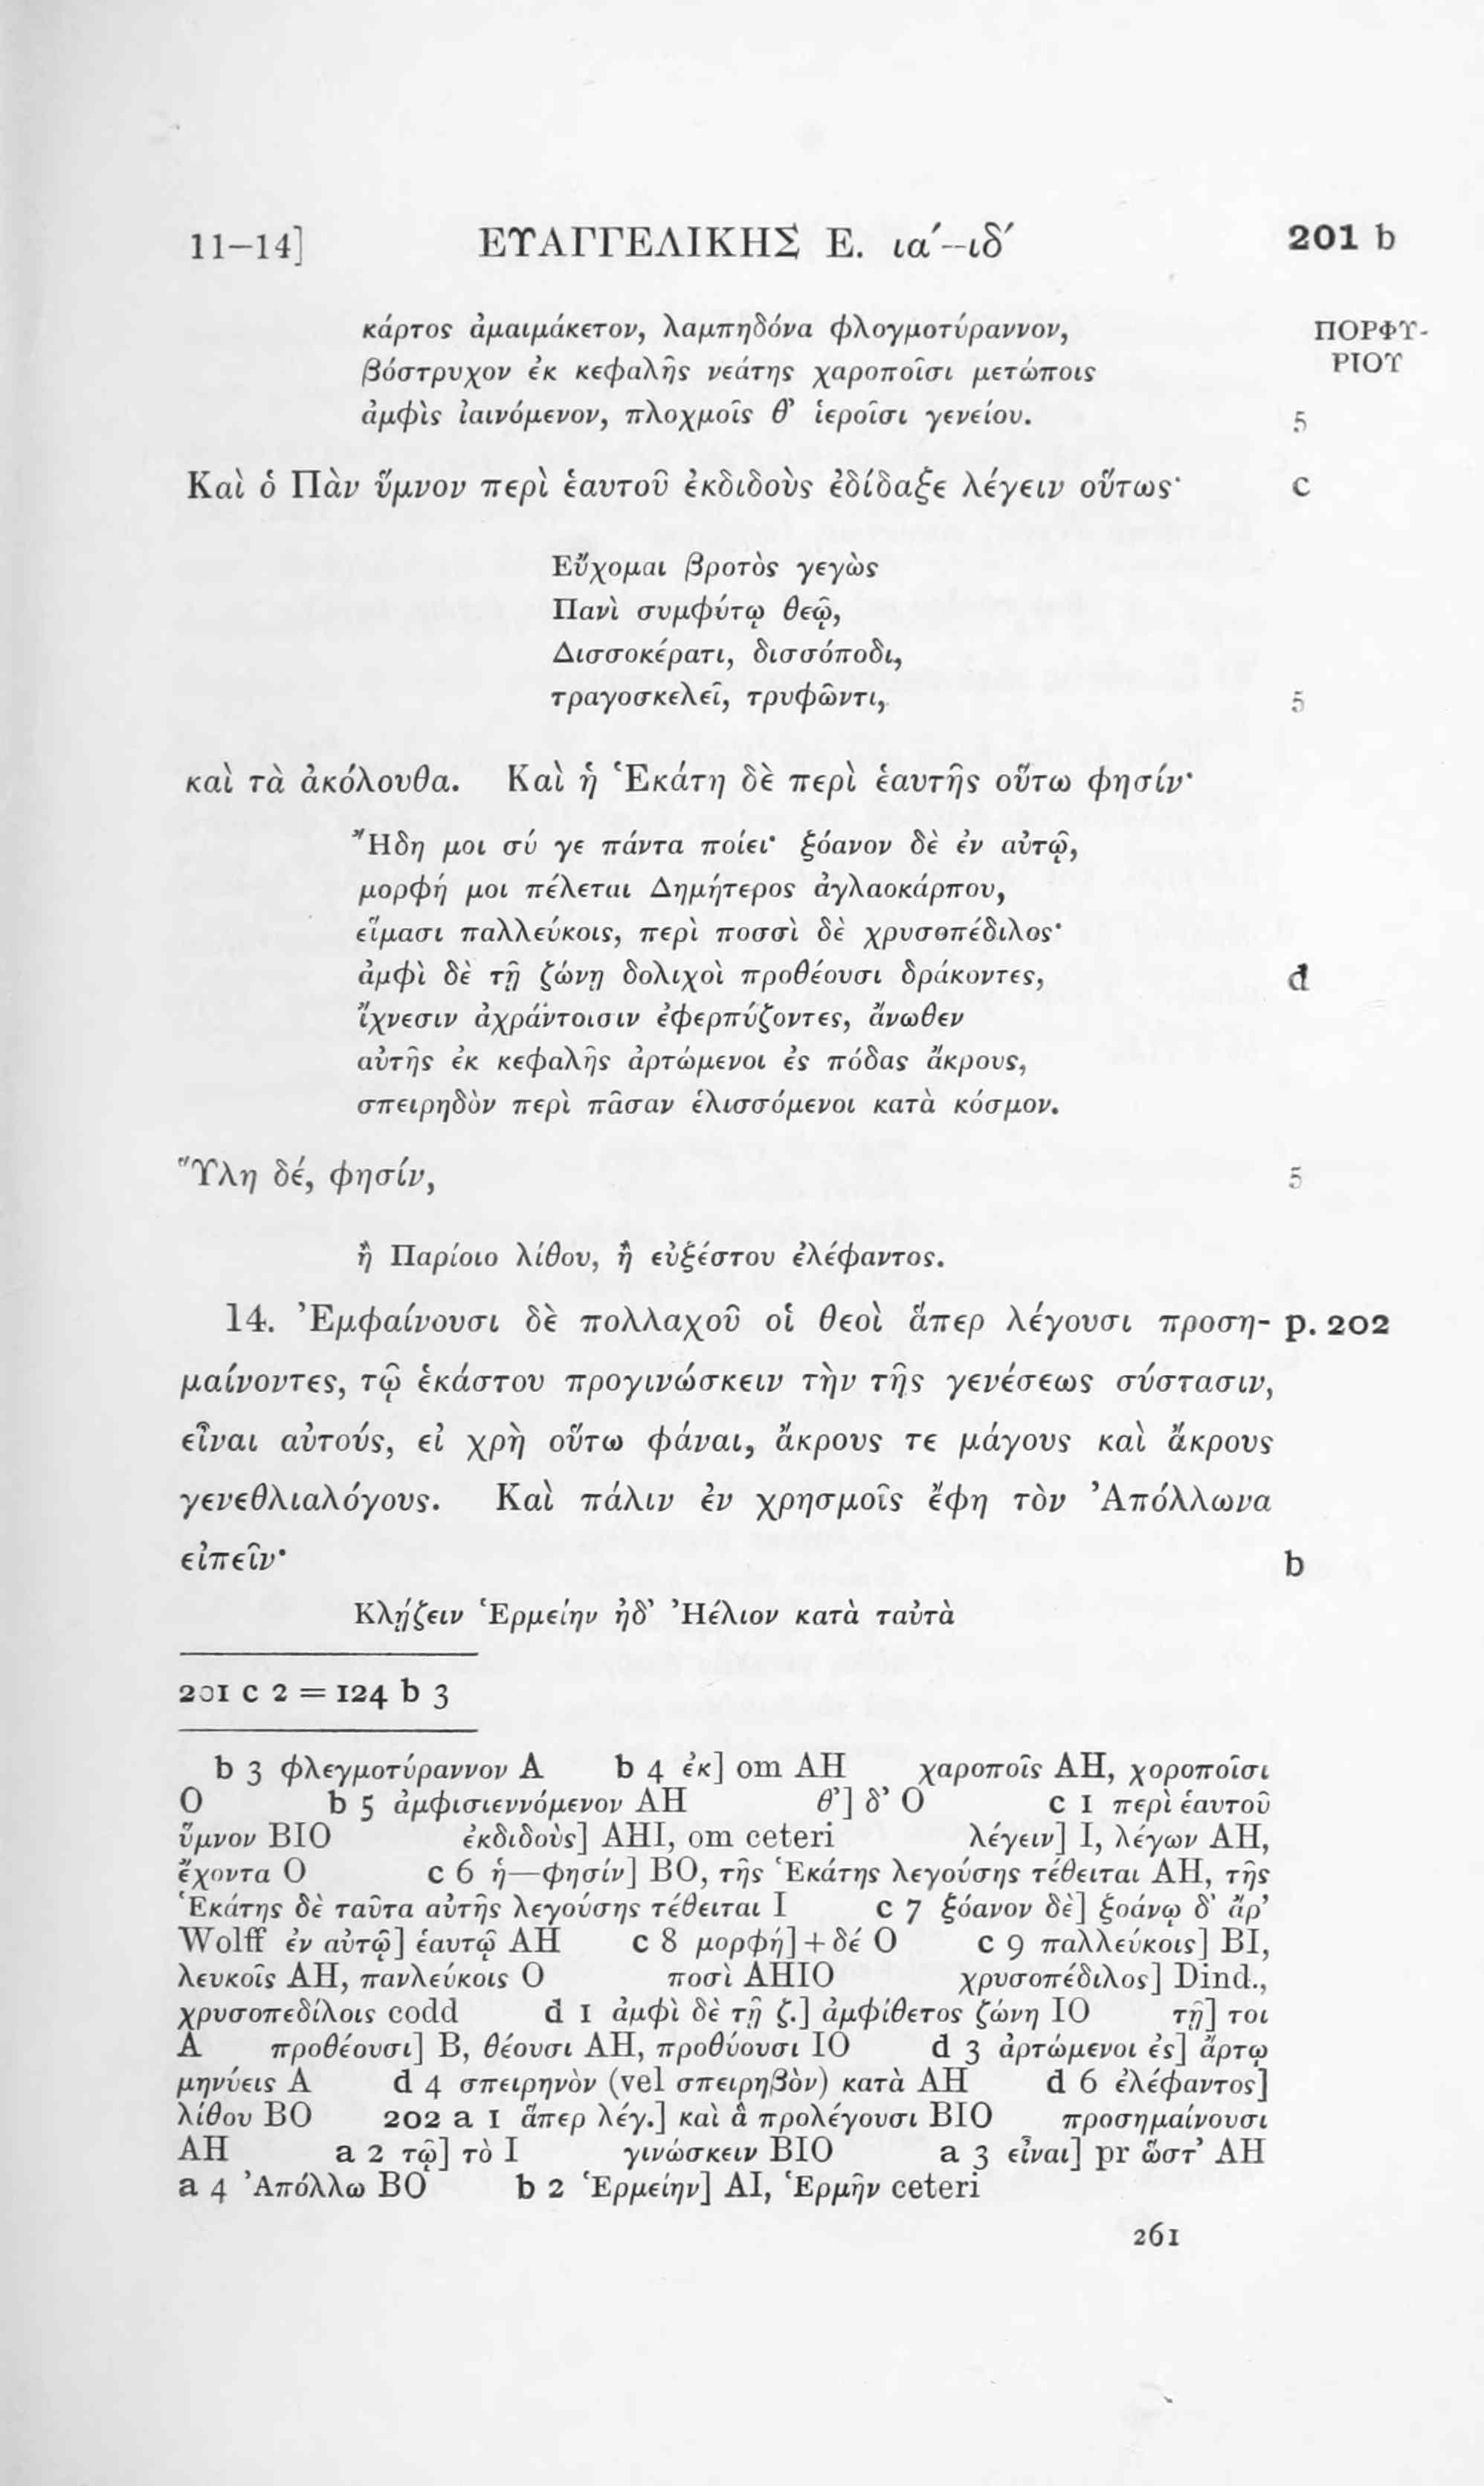 11–14] ΕΥΑΓΓΕΛΙΚΗΣ Ε. ια´–ιδ´ 201 b
κάρτος ἀμαιμάκετον, λαμπηδόνα φλογμοτύραννον, ΠΟΡΦΥ-
βόστρυχον ἐκ κεφαλῆς νεάτης χαροποῖσι μετώποις ΡΙΟΥ
ἀμφὶς ἰαινόμενον, πλοχμοῖς θ’ ἱεροῖσι γενείου. 5
Καὶ ὁ Πὰν ὕμνον περὶ ἑαυτοῦ ἐκδιδοὺς ἐδίδαξε λέγειν οὕτως· c
Εὔχομαι βροτὸς γεγὼς
Πανὶ συμφύτῳ θεῷ,
Δισσοκέρατι, δισσόποδι,
τραγοσκελεῖ, τρυφῶντι, 5
καὶ τὰ ἀκόλουθα. Καὶ ἡ Ἑκάτη δὲ περὶ ἑαυτῆς οὕτω φησίν·
Ἤδη μοι σύ γε πάντα ποίει· ξόανον δὲ ἐν αὐτῷ,
μορφή μοι πέλεται Δημήτερος ἀγλαοκάρπου,
εἵμασι παλλεύκοις, περὶ ποσσὶ δὲ χρυσοπέδιλος·
ἀμφὶ δὲ τῇ ζώνῃ δολιχοὶ προθέουσι δράκοντες, d
ἴχνεσιν ἀχράντοισιν ἐφερπύζοντες, ἄνωθεν
αὐτῆς ἐκ κεφαλῆς ἀρτώμενοι ἐς πόδας ἄκρους,
σπειρηδὸν περὶ πᾶσαν ἑλισσόμενοι κατὰ κόσμον.
Ὕλη δέ, φησίν, 5
ἢ Παρίοιο λίθου, ἢ εὐξέστου ἐλέφαντος.
14. Ἐμφαίνουσι δὲ πολλαχοῦ οἱ θεοὶ ἅπερ λέγουσι προση- p. 202
μαίνοντες, τῷ ἑκάστου προγινώσκειν τὴν τῆς γενέσεως σύστασιν,
εἶναι αὐτούς, εἰ χρὴ οὕτω φάναι, ἄκρους τε μάγους καὶ ἄκρους
γενεθλιαλόγους. Καὶ πάλιν ἐν χρησμοῖς ἔφη τὸν Ἀπόλλωνα
εἰπεῖν· b
Κλῄζειν Ἑρμείην ἠδ’ Ἠέλιον κατὰ ταὐτὰ
201 c 2 = 124 b 3
b 3 φλεγμοτύραννον A b 4 ἐκ] om AH χαροποῖς AH, χοροποῖσι
O b 5 ἀμφισιεννόμενον AH θ’] δ’ O c 1 περὶ ἑαυτοῦ
ὕμνον BIO ἐκδιδοὺς] AHI, om ceteri λέγειν] I, λέγων AH,
ἔχοντα O c 6 ἡ—φησίν] BO, τῆς Ἑκάτης λεγούσης τέθειται AH, τῆς
Ἑκάτης δὲ ταῦτα αὐτῆς λεγούσης τέθειται I c 7 ξόανον δὲ] ξοάνῳ δ’ ἄρ’
Wolff ἐν αὐτῷ] ἑαυτῷ AH c 8 μορφή] + δέ O c 9 παλλεύκοις] BI,
λευκοῖς AH, πανλεύκοις O ποσὶ AHIO χρυσοπέδιλος] Dind.,
χρυσοπεδίλοις codd d 1 ἀμφὶ δὲ τῇ ζ.] ἀμφίθετος ζώνη IO τῇ] τοι
A προθέουσι] B, θέουσι AH, προθύουσι IO d 3 ἀρτώμενοι ἐς] ἄρτῳ
μηνύεις A d 4 σπειρηνὸν (vel σπειρηβὸν) κατὰ AH d 6 ἐλέφαντος]
λίθου BO 202 a 1 ἅπερ λέγ.] καὶ ἃ προλέγουσι BIO προσημαίνουσι
AH a 2 τῷ] τὸ I γινώσκειν BIO a 3 εἶναι] pr ὥστ’ AH
a 4 Ἀπόλλω BO b 2 Ἑρμείην] AI, Ἑρμῆν ceteri
261